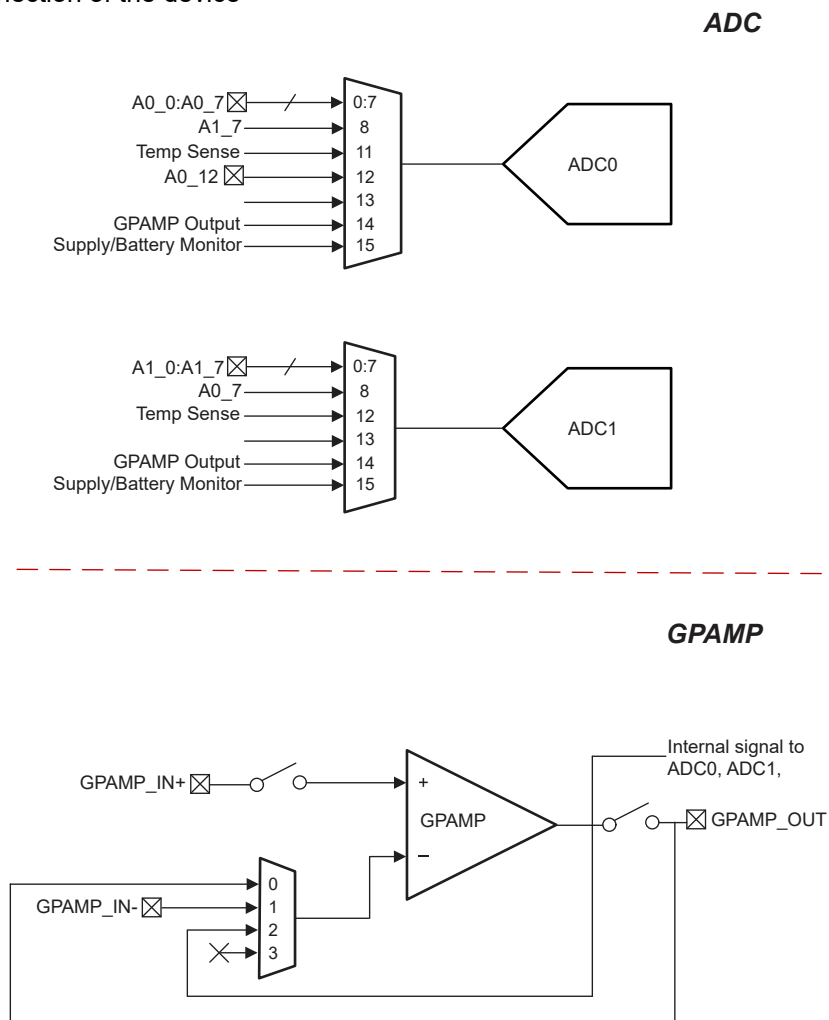 ADC
A0_0:A0_7
0:7
A1_7
8
Temp Sense
11
ADC0
A0_12
12
13
GPAMP Output
14
Supply/Battery Monitor
15
A1_0:A1_7
0:7
A0_7
8
Temp Sense
12
ADC1
13
GPAMP Output
14
Supply/Battery Monitor
15
GPAMP
Internal signal to
ADC0, ADC1,
GPAMP_IN+
+
GPAMP
GPAMP_OUT
−
0
GPAMP_IN-
1
2
3